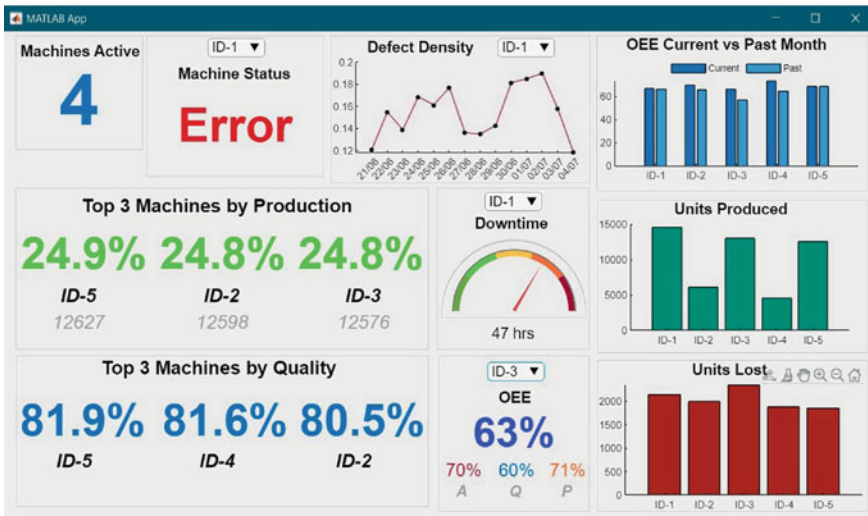 MATLAB App
Machines Active
4
ID-1
Machine Status
Error
Defect Density
ID-1
0.2
0.18
0.16
0.14
0.12
21/06
22/06
23/06
24/06
25/06
26/06
27/06
28/06
29/06
30/06
01/07
02/07
03/07
04/07
OEE Current vs Past Month
Current Past
60
40
20
0
ID-1 ID-2 ID-3 ID-4 ID-5
Top 3 Machines by Production
24.9% 24.8% 24.8%
ID-5 ID-2 ID-3
12627 12598 12576
ID-1
Downtime
47 hrs
Units Produced
15000
10000
5000
0
ID-1 ID-2 ID-3 ID-4 ID-5
Top 3 Machines by Quality
81.9% 81.6% 80.5%
ID-5 ID-4 ID-2
ID-3
OEE
63%
70% 60% 71%
A Q P
Units Lost
2000
1500
1000
500
0
ID-1 ID-2 ID-3 ID-4 ID-5